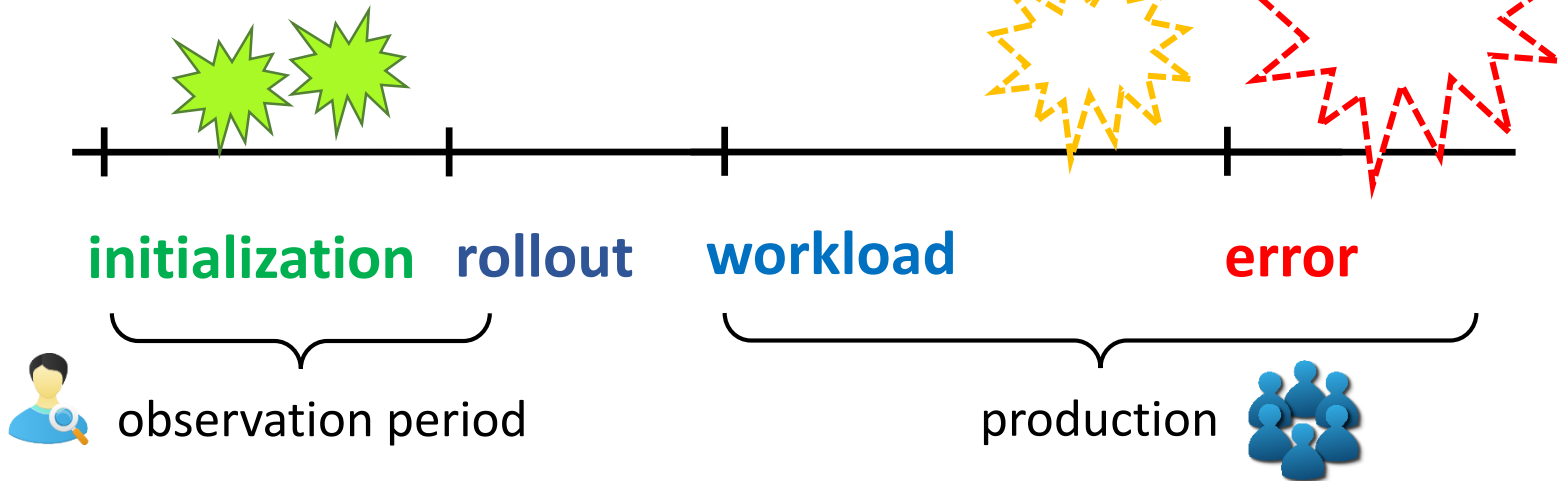 initialization rollout workload error
observation period production